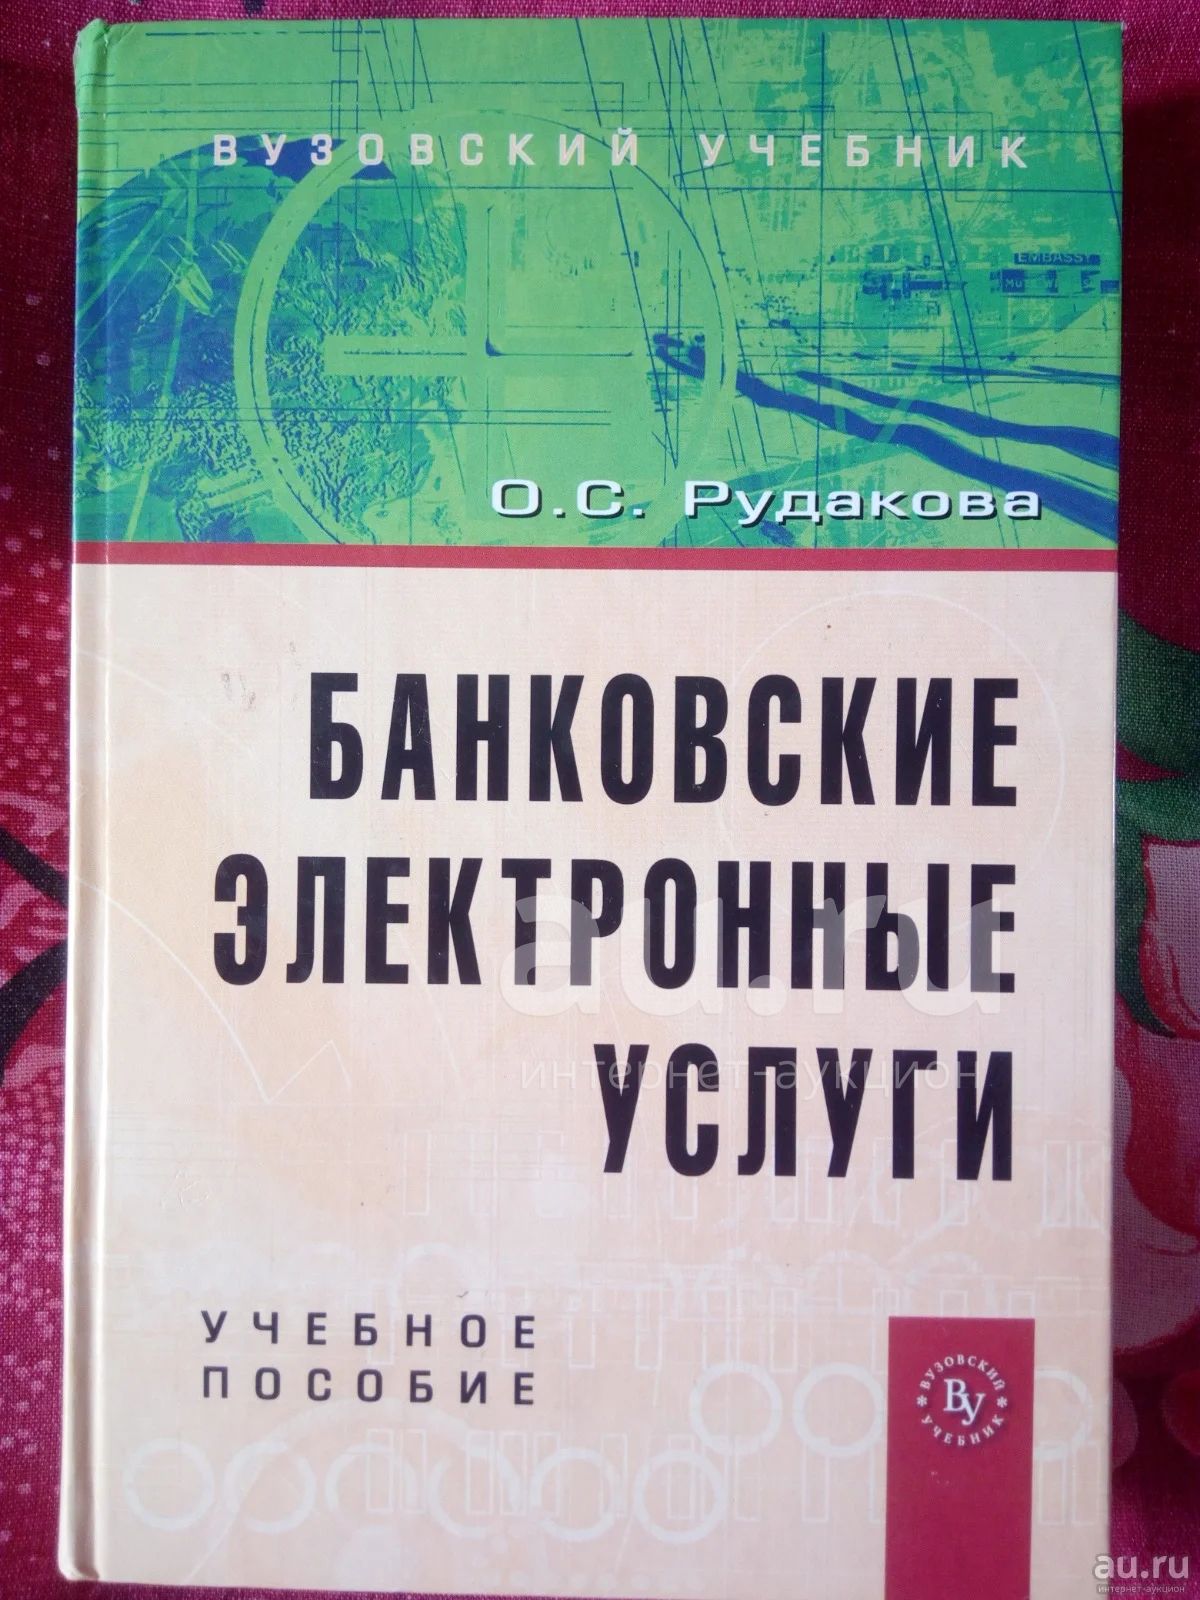 ВУЗОВСКИЙ УЧЕБНИК
EMBASSY
О.С. Рудакова
БАНКОВСКИЕ
ЭЛЕКТРОННЫЕ
au.ru
УСЛУГИ
интернет-аукцион
УЧЕБНОЕ
ПОСОБИЕ
ВУЗОВСКИЙ
ВУ
УЧЕБНИК
au.ru
интернет-аукцион